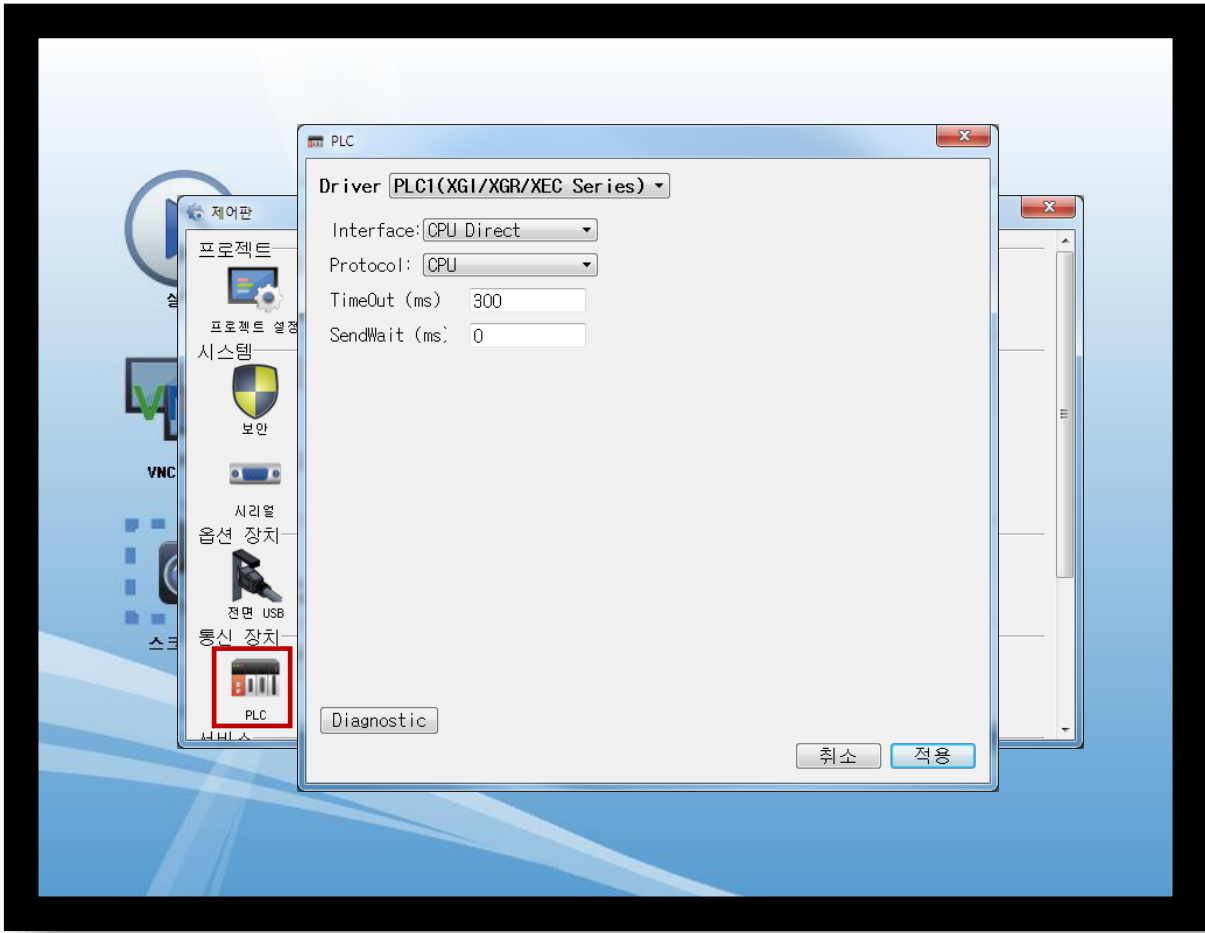 PLC
Driver PLC1(XGI/XGR/XEC Series)
Interface: CPU Direct
Protocol: CPU
TimeOut (ms) 300
SendWait (ms) 0
Diagnostic
취소 적용
제어판
프로젝트
프로젝트 설정
시스템
보안
시리얼
옵션 장치
전면 USB
통신 장치
PLC
서비스
VNC